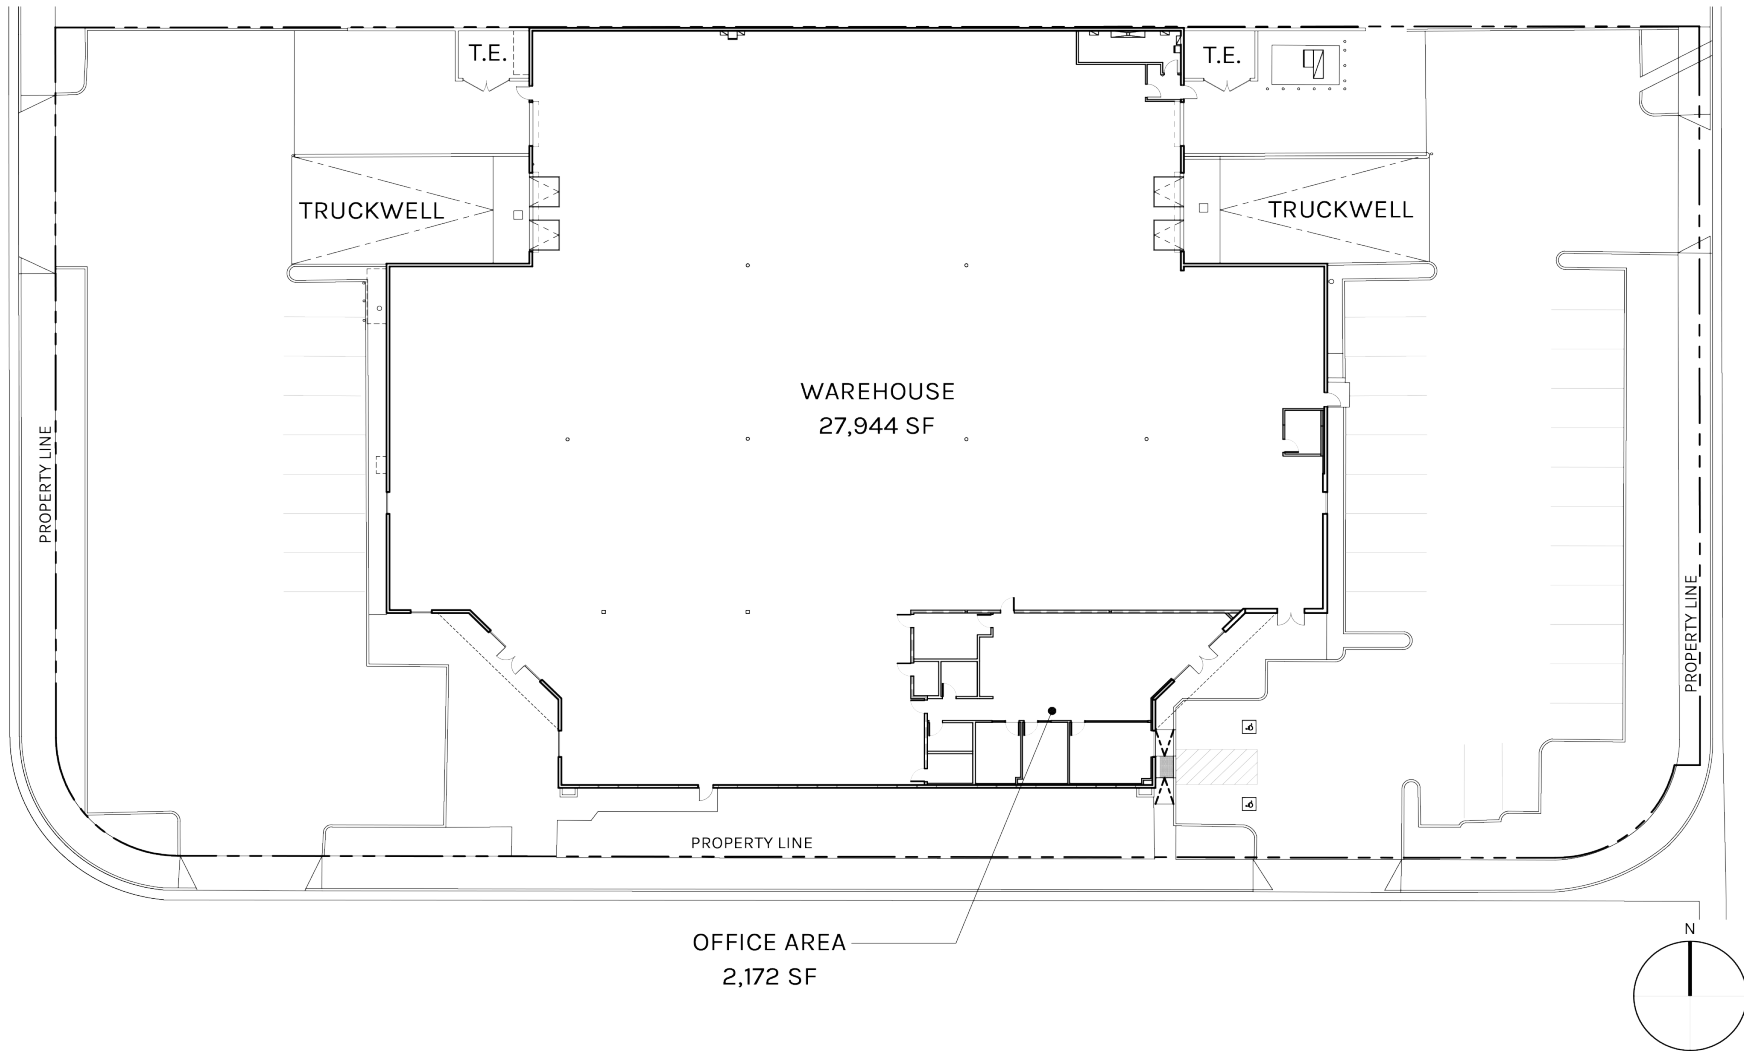 T.E.
T.E.
TRUCKWELL
TRUCKWELL
WAREHOUSE
27,944 SF
PROPERTY LINE
PROPERTY LINE
PROPERTY LINE
OFFICE AREA
2,172 SF
N